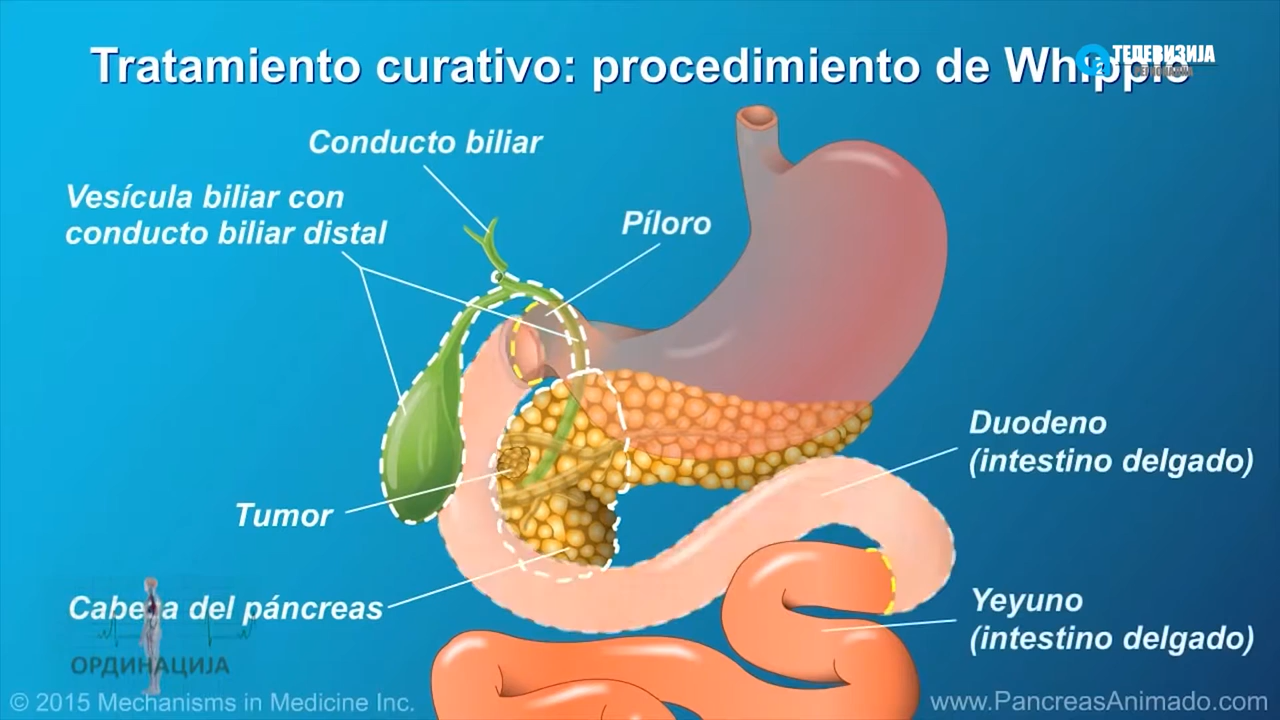 Tratamiento curativo: procedimiento de Whipple
ТЕЛЕВИЗИЈА
Conducto biliar
Vesícula biliar con
conducto biliar distal
Píloro
Duodeno
(intestino delgado)
Tumor
Cabeza del páncreas
Yeyuno
(intestino delgado)
ОРДИНАЦИЈА
© 2015 Mechanisms in Medicine Inc.
www.PancreasAnimado.com